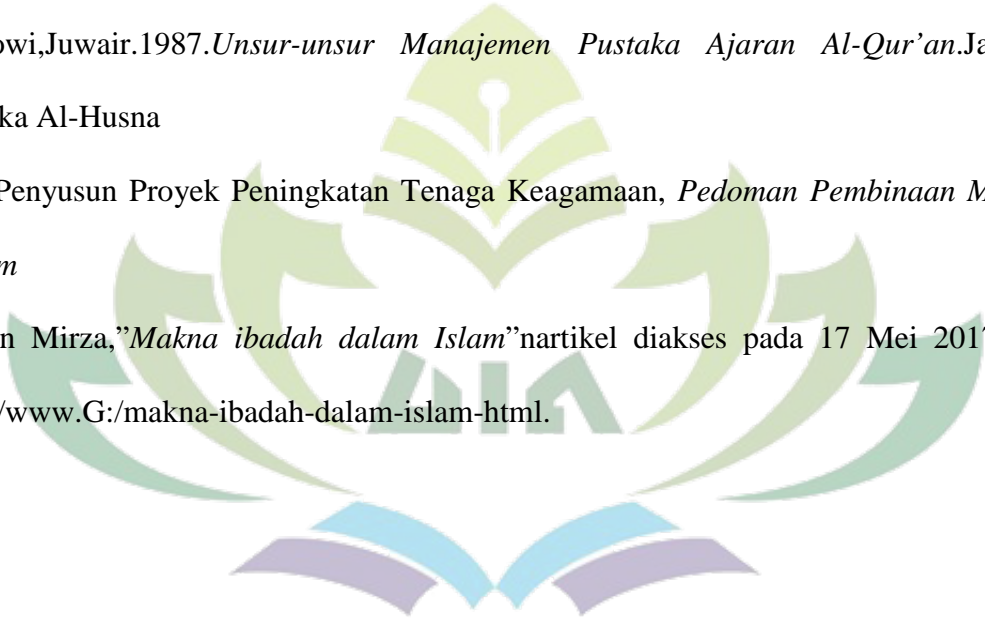 owi,Juwair.1987.Unsur-unsur Manajemen Pustaka Ajaran Al-Qur’an.Ja
ka Al-Husna
Penyusun Proyek Peningkatan Tenaga Keagamaan, Pedoman Pembinaan M
m
n Mirza,”Makna ibadah dalam Islam”nartikel diakses pada 17 Mei 201
/www.G:/makna-ibadah-dalam-islam-html.